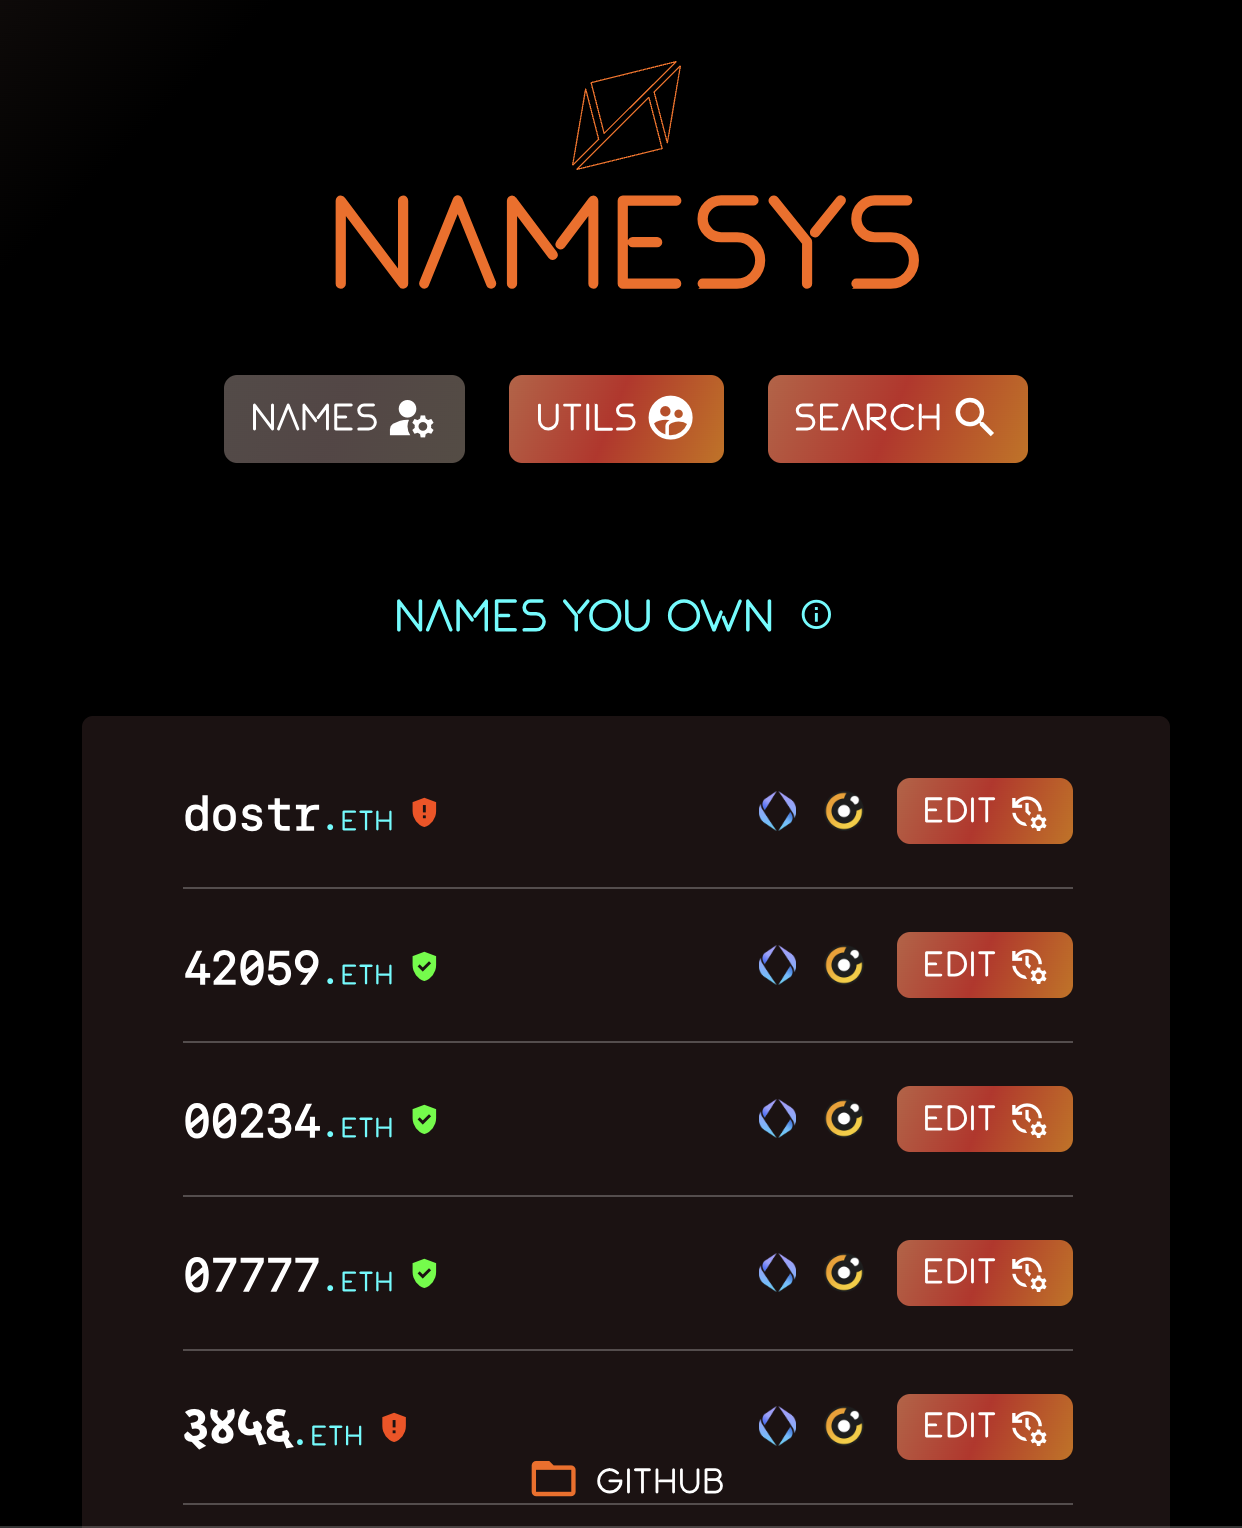 NAMESYS
NAMES
UTILS
SEARCH
NAMES YOU OWN
dostr.ETH
EDIT
42059.ETH
EDIT
00234.ETH
EDIT
07777.ETH
EDIT
३४५६.ETH
EDIT
GITHUB